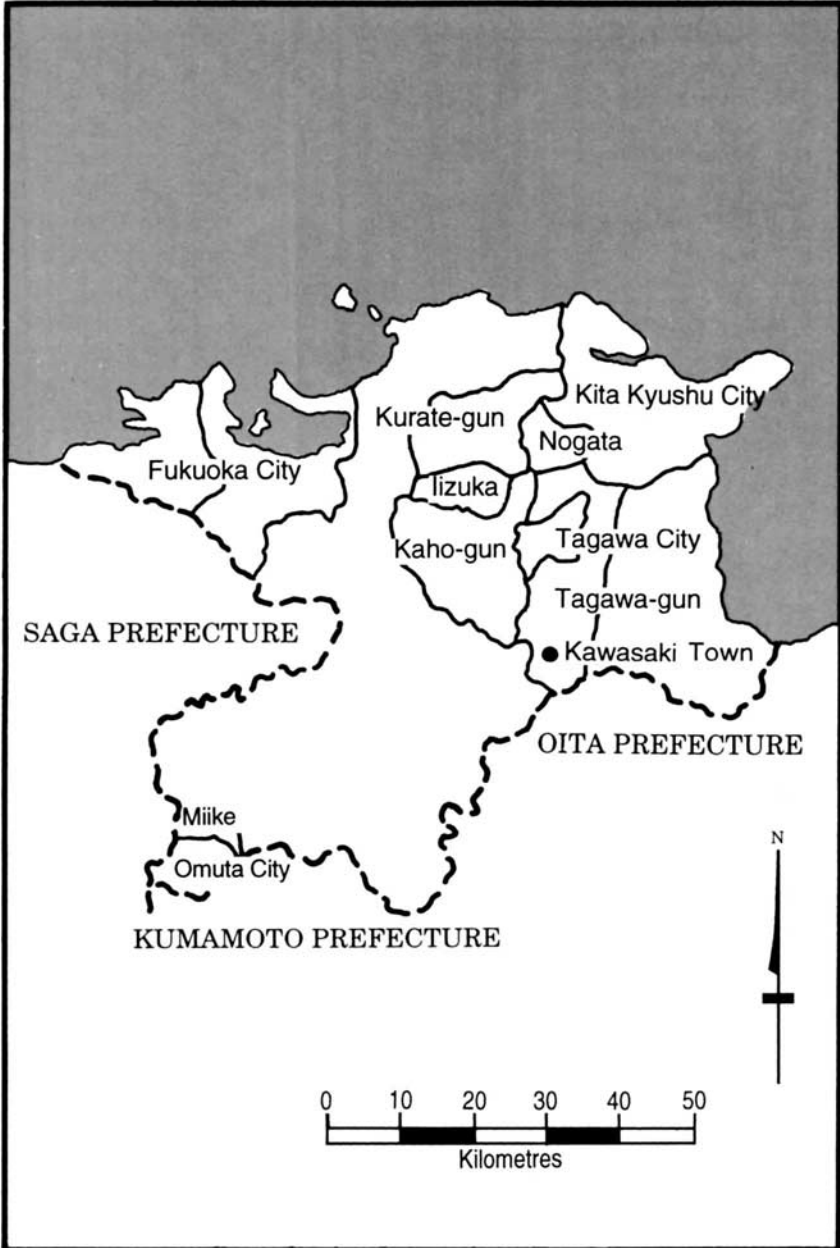 Kita Kyushu City
Kurate-gun
Nogata
Fukuoka City
Iizuka
Kaho-gun
Tagawa City
Tagawa-gun
SAGA PREFECTURE
Kawasaki Town
OITA PREFECTURE
Miike
Omuta City
N
KUMAMOTO PREFECTURE
0 10 20 30 40 50
Kilometres